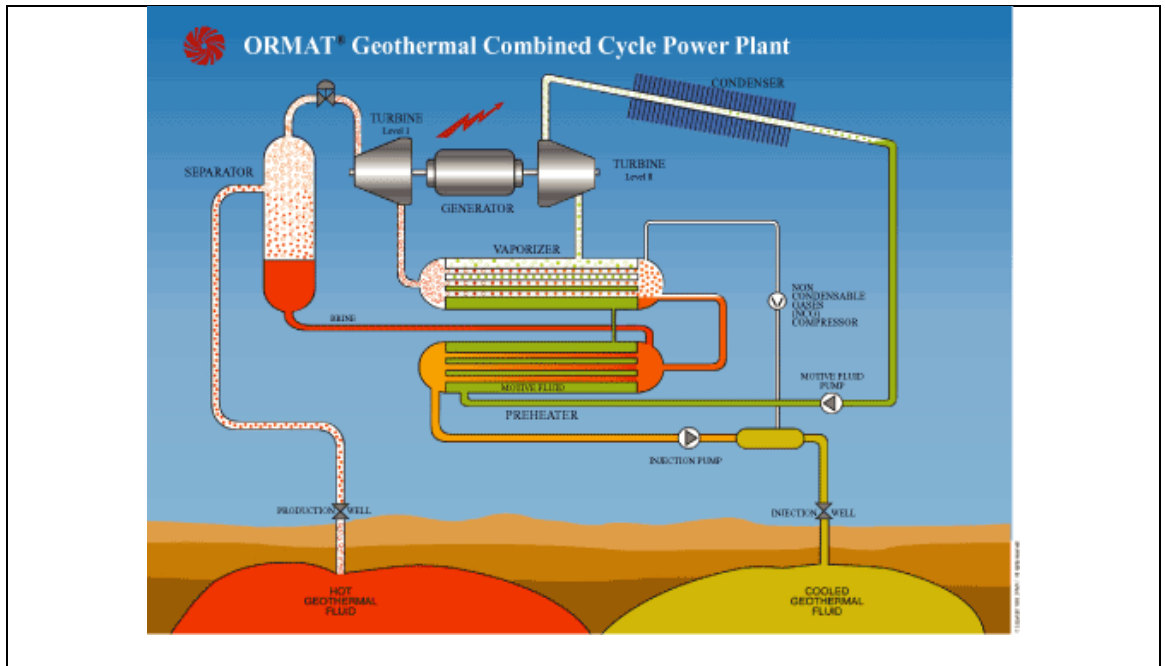 ORMAT® Geothermal Combined Cycle Power Plant
CONDENSER
TURBINE
Level I
SEPARATOR
TURBINE
Level II
GENERATOR
VAPORIZER
NON
CONDENSABLE
GASES
(NCG)
COMPRESSOR
BRINE
MOTIVE FLUID
PUMP
MOTIVE FLUID
PREHEATER
INJECTION PUMP
PRODUCTION WELL
INJECTION WELL
HOT
GEOTHERMAL
FLUID
COOLED
GEOTHERMAL
FLUID